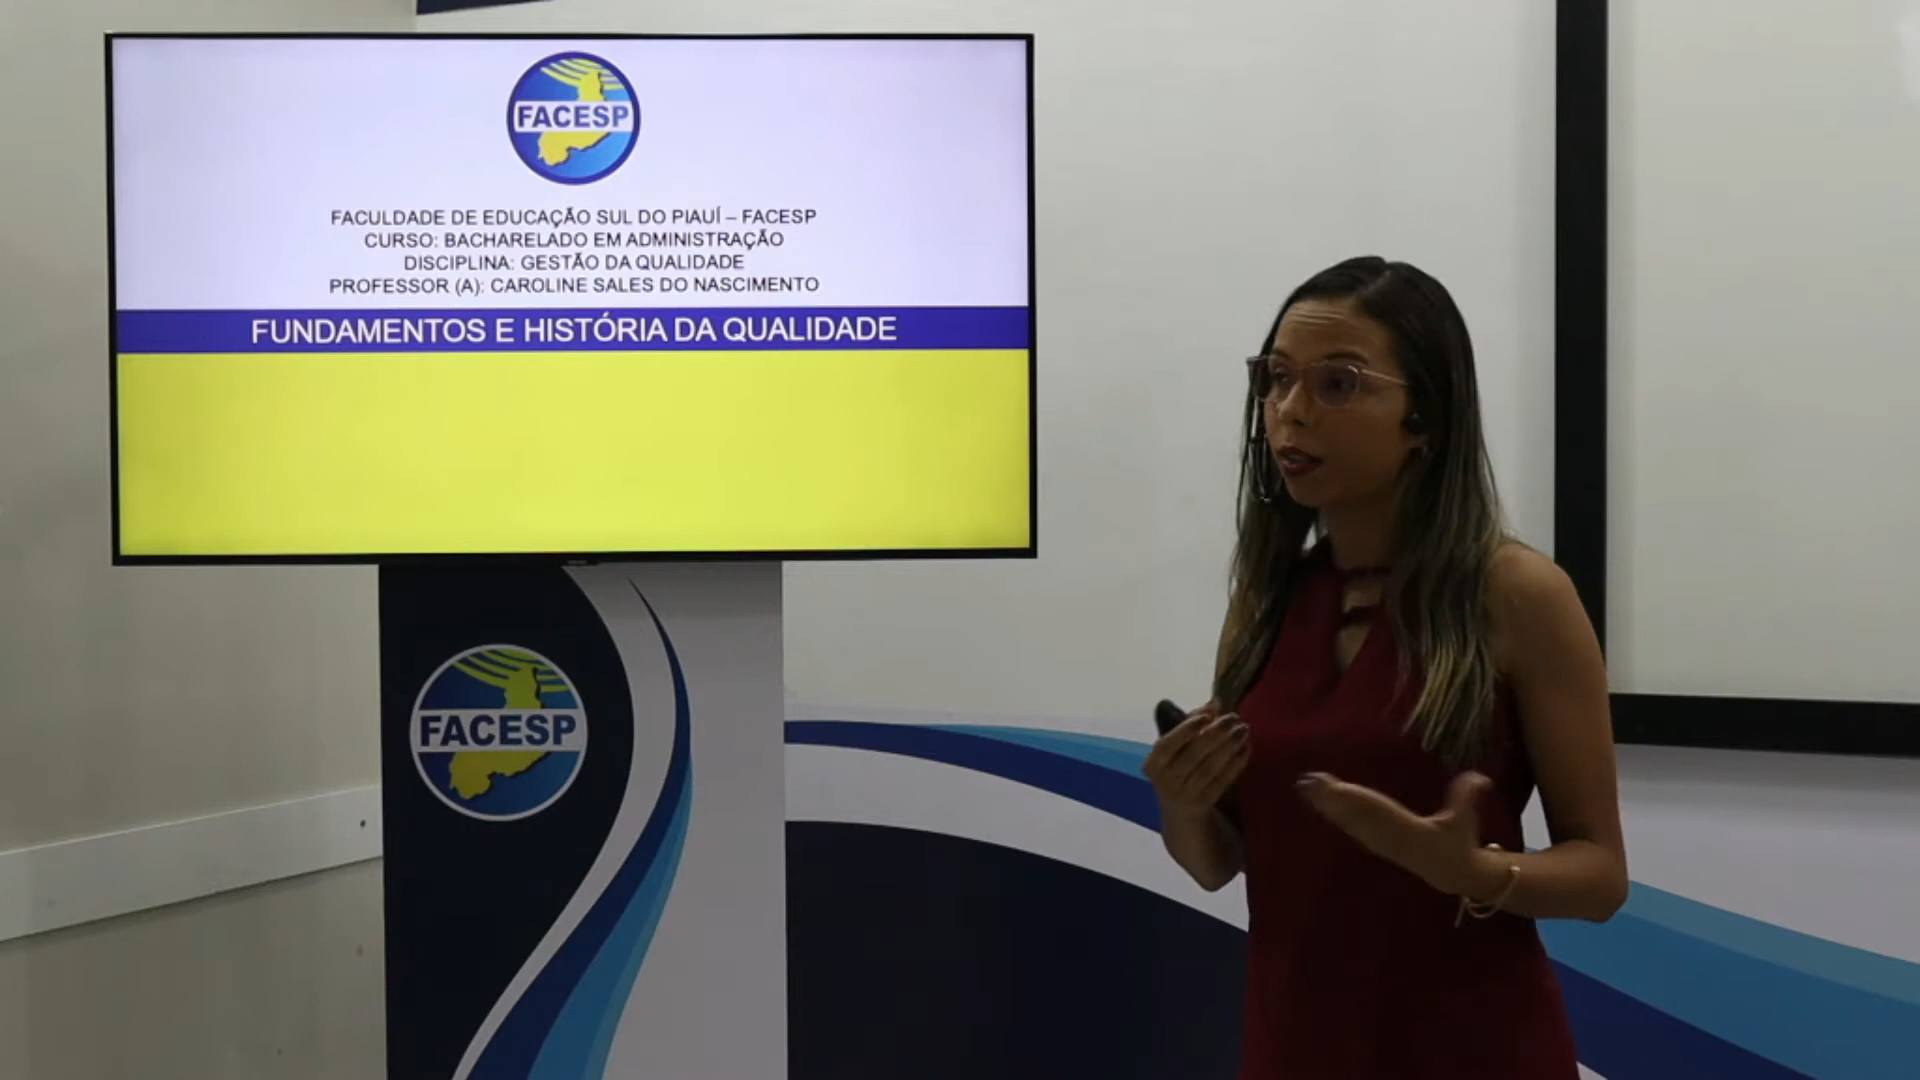 FACESP
FACULDADE DE EDUCAÇÃO SUL DO PIAUÍ – FACESP
CURSO: BACHARELADO EM ADMINISTRAÇÃO
DISCIPLINA: GESTÃO DA QUALIDADE
PROFESSOR (A): CAROLINE SALES DO NASCIMENTO
FUNDAMENTOS E HISTÓRIA DA QUALIDADE
FACESP